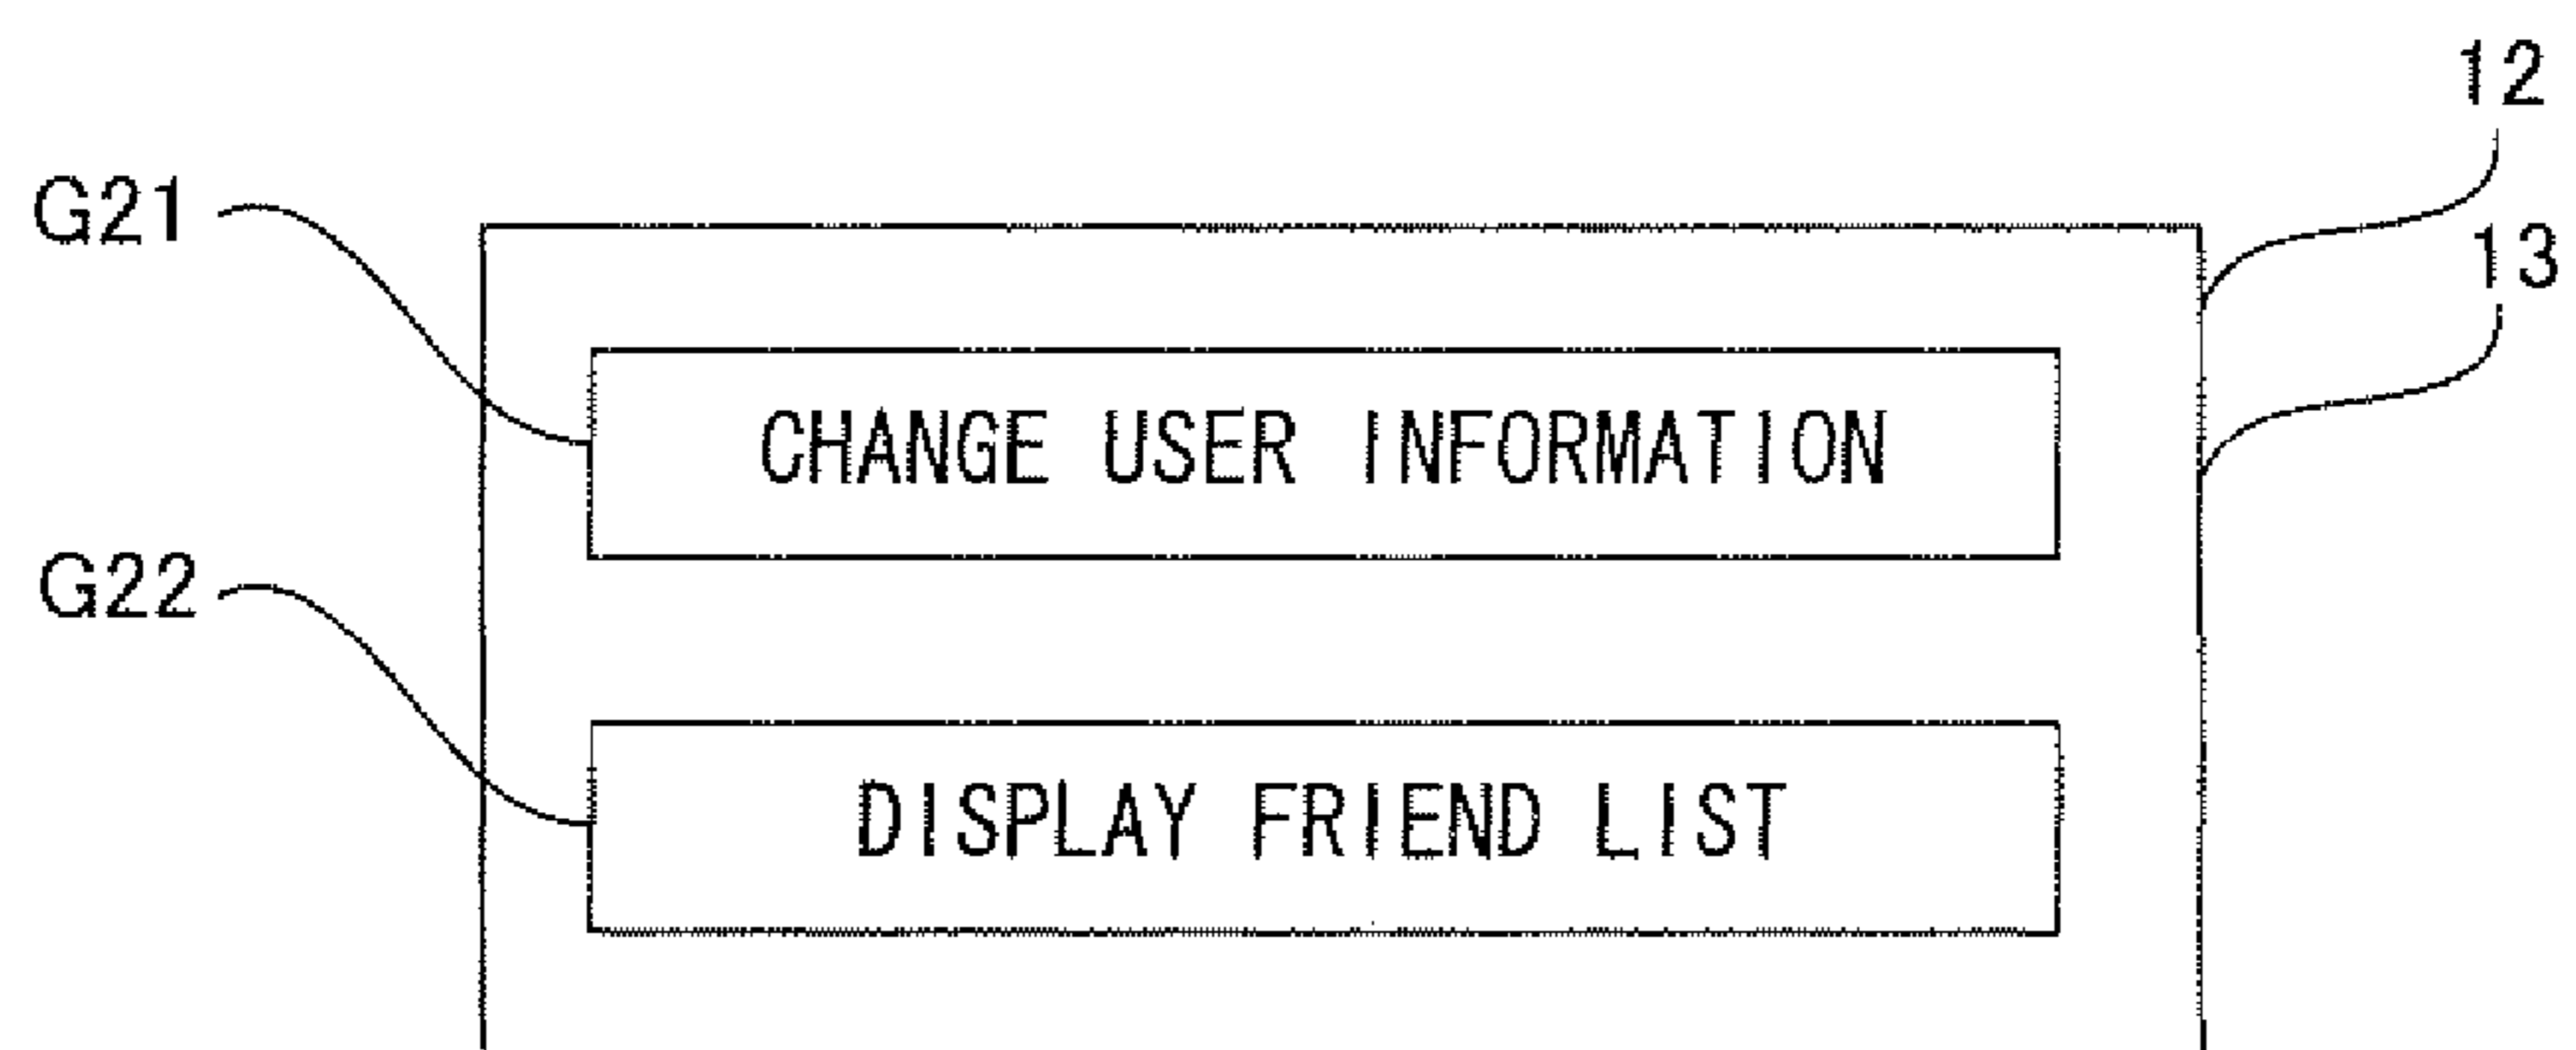 12
G21
13
CHANGE USER INFORMATION
G22
DISPLAY FRIEND LIST